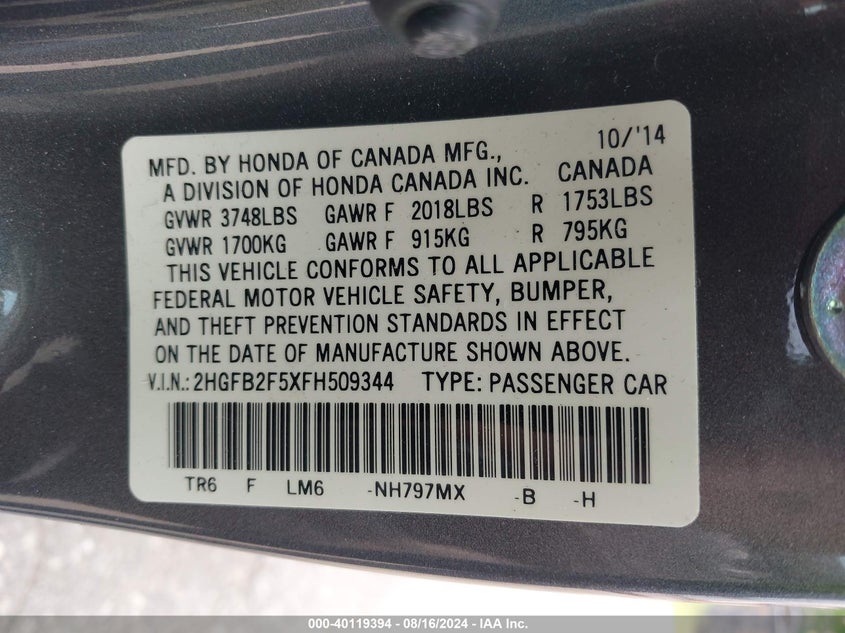 10/'14
MFD. BY HONDA OF CANADA MFG.,
A DIVISION OF HONDA CANADA INC. CANADA
GVWR 3748LBS GAWR F 2018LBS R 1753LBS
GVWR 1700KG GAWR F 915KG R 795KG
THIS VEHICLE CONFORMS TO ALL APPLICABLE
FEDERAL MOTOR VEHICLE SAFETY, BUMPER,
AND THEFT PREVENTION STANDARDS IN EFFECT
ON THE DATE OF MANUFACTURE SHOWN ABOVE.
V.I.N.: 2HGFB2F5XFH509344 TYPE: PASSENGER CAR
TR6 F LM6 -NH797MX -B -H
000-40119394 - 08/16/2024 - IAA Inc.